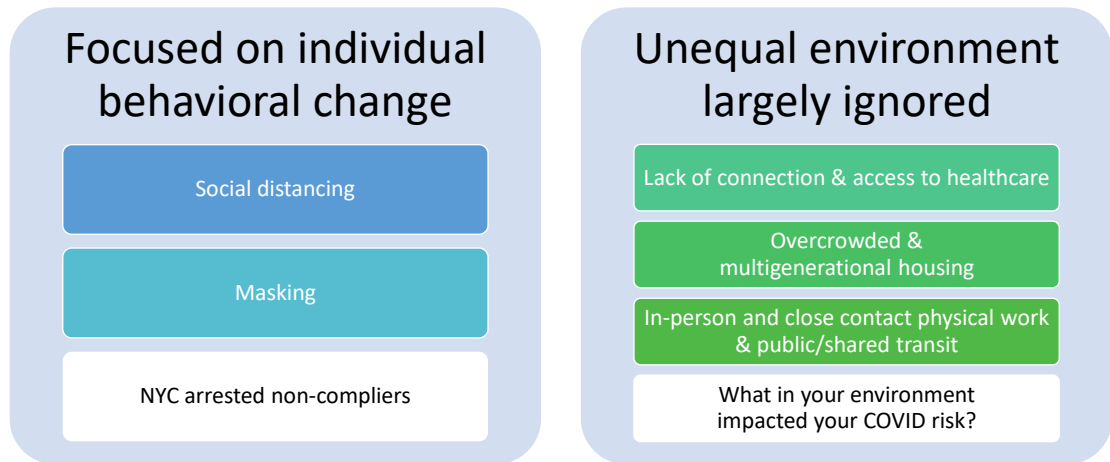 Focused on individual
behavioral change
Social distancing
Masking
NYC arrested non-compliers
Unequal environment
largely ignored
Lack of connection & access to healthcare
Overcrowded &
multigenerational housing
In-person and close contact physical work
& public/shared transit
What in your environment
impacted your COVID risk?